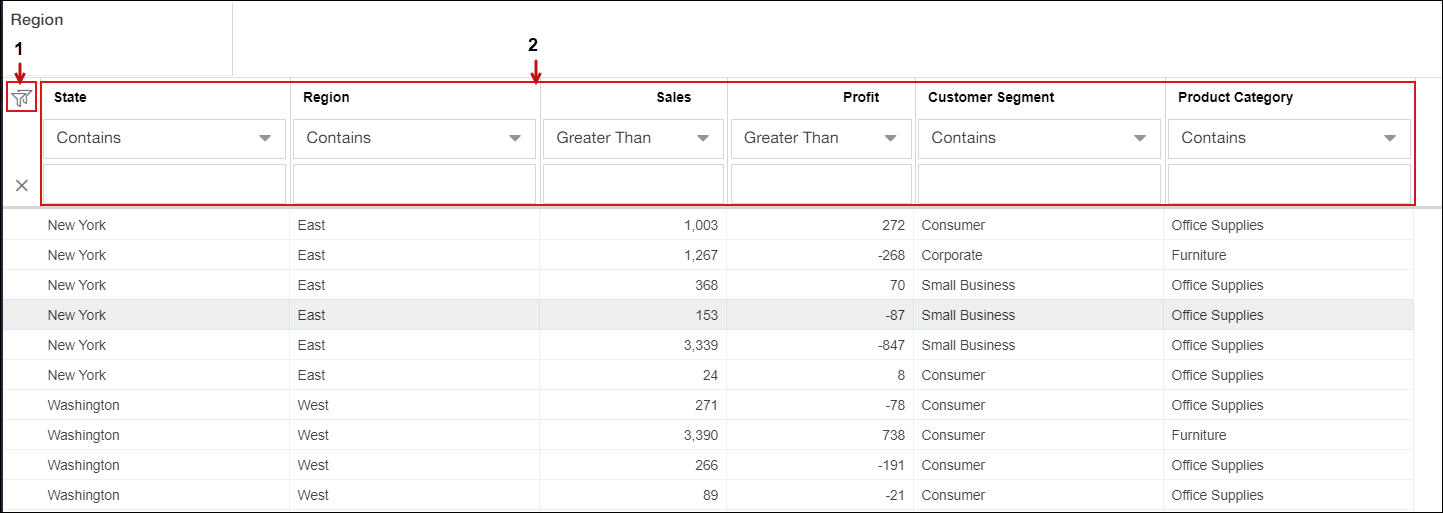 Region
1 2
State Region Sales Profit Customer Segment Product Category
Contains Contains Greater Than Greater Than Contains Contains
New York East 1,003 272 Consumer Office Supplies
New York East 1,267 -268 Corporate Furniture
New York East 368 70 Small Business Office Supplies
New York East 153 -87 Small Business Office Supplies
New York East 3,339 -847 Small Business Office Supplies
New York East 24 8 Consumer Office Supplies
Washington West 271 -78 Consumer Office Supplies
Washington West 3,390 738 Consumer Furniture
Washington West 266 -191 Consumer Office Supplies
Washington West 89 -21 Consumer Office Supplies